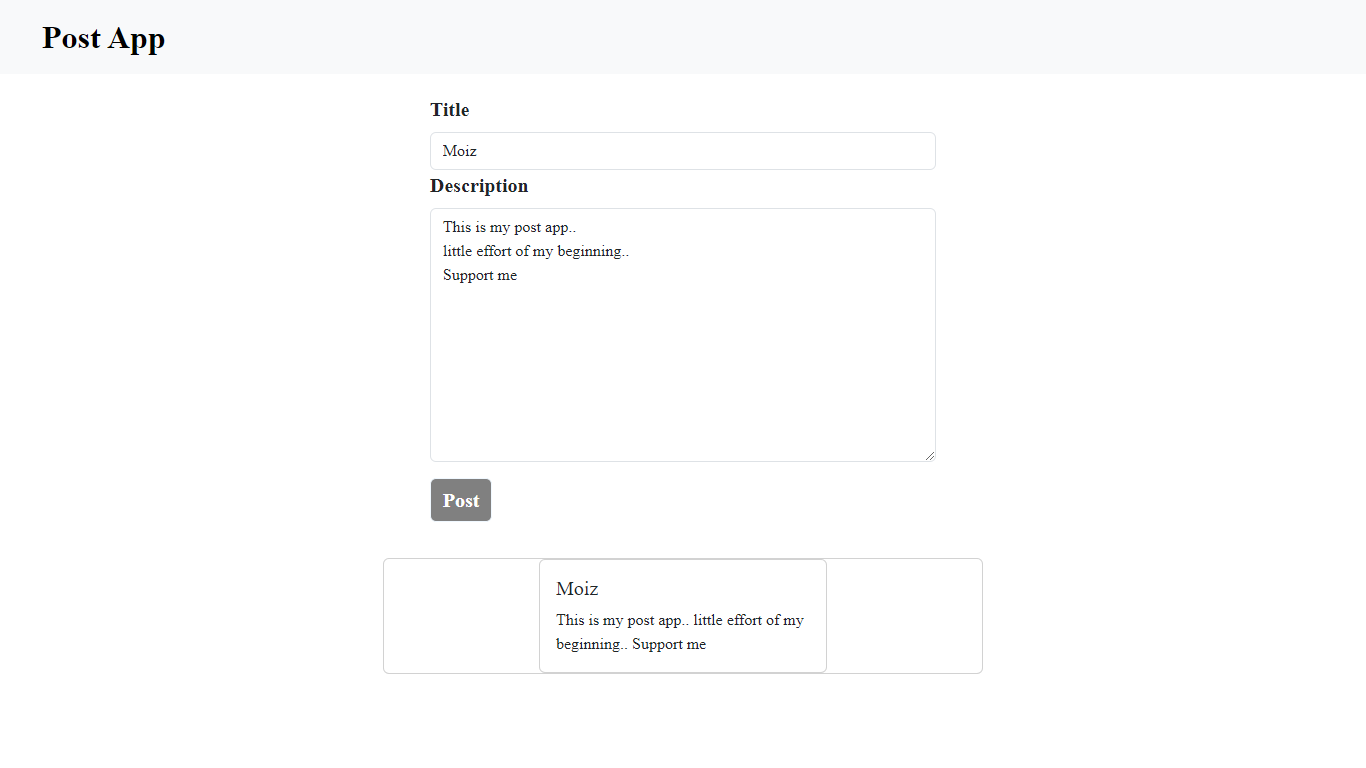 Post App
Title
Moiz
Description
This is my post app..
little effort of my beginning..
Support me
Post
Moiz
This is my post app.. little effort of my
beginning.. Support me